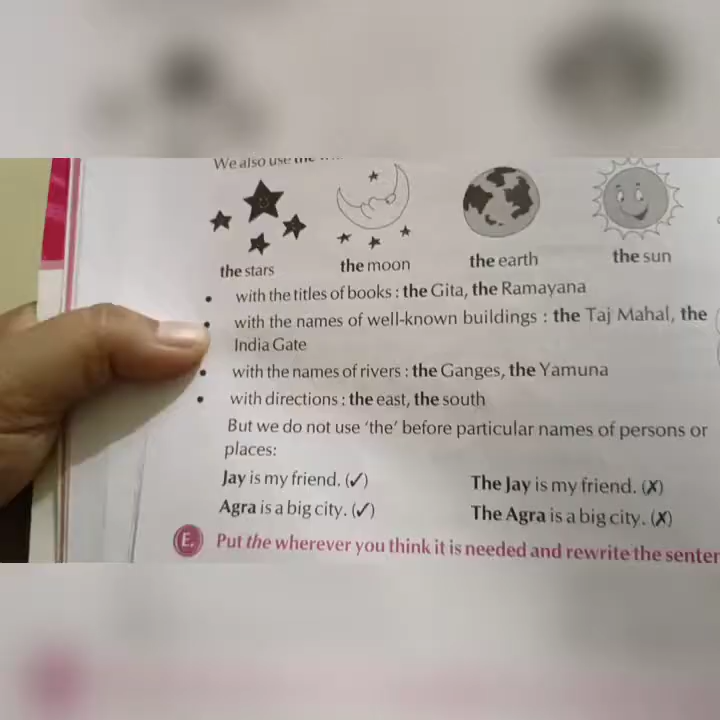 We also use the
the stars the moon the earth the sun
• with the titles of books : the Gita, the Ramayana
• with the names of well-known buildings : the Taj Mahal, the
India Gate
• with the names of rivers : the Ganges, the Yamuna
• with directions : the east, the south
But we do not use ‘the’ before particular names of persons or
places:
Jay is my friend. (✓) The Jay is my friend. (✗)
Agra is a big city. (✓) The Agra is a big city. (✗)
E. Put the wherever you think it is needed and rewrite the